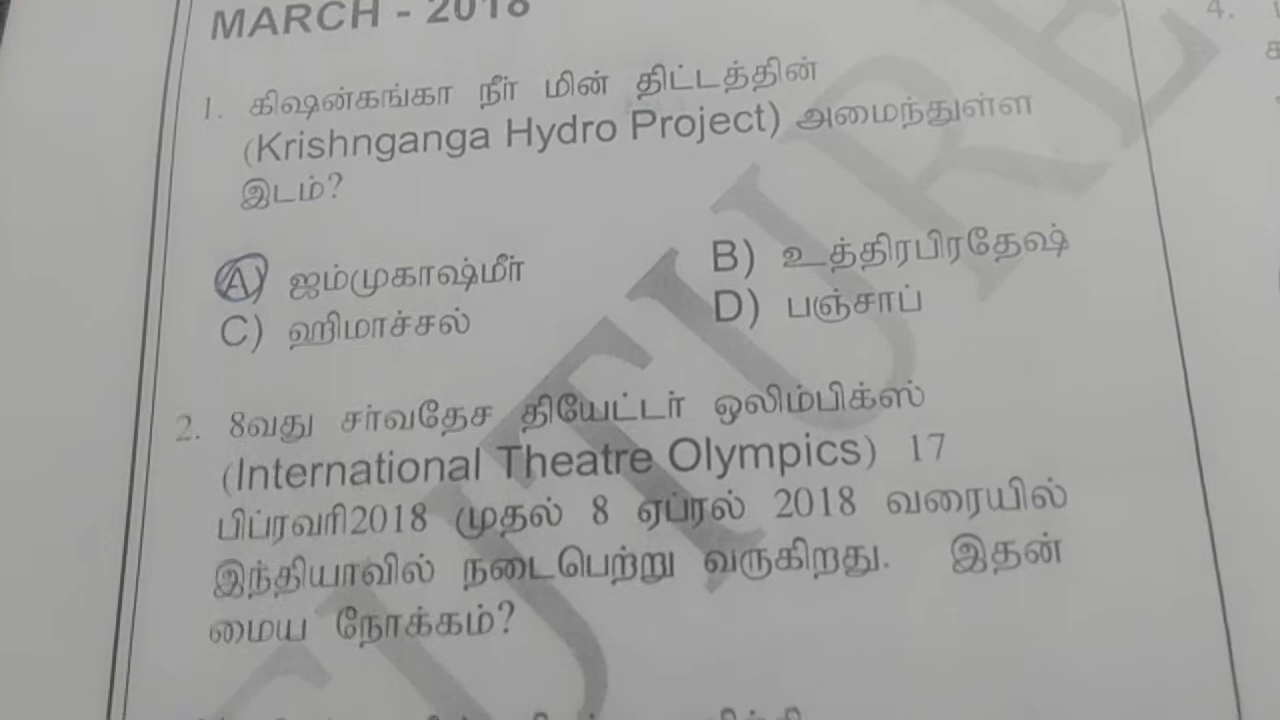 MARCH - 2018
1. கிஷன்கங்கா நீர் மின் திட்டத்தின்
(Krishnganga Hydro Project) அமைந்துள்ள
இடம்?
A) ஜம்முகாஷ்மீர்
B) உத்திரபிரதேஷ்
C) ஹிமாச்சல்
D) பஞ்சாப்
2. 8வது சர்வதேச தியேட்டர் ஒலிம்பிக்ஸ்
(International Theatre Olympics) 17
பிப்ரவரி2018 முதல் 8 ஏப்ரல் 2018 வரையில்
இந்தியாவில் நடைபெற்று வருகிறது. இதன்
மைய நோக்கம்?
4.